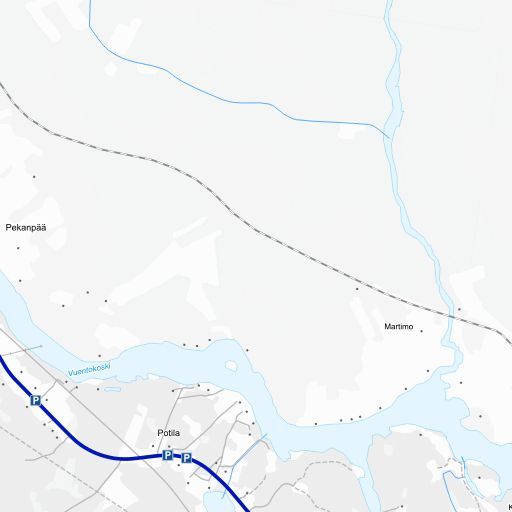 Pekanpää
Martimo
Vuentokoski
P
Potila
P
P
K